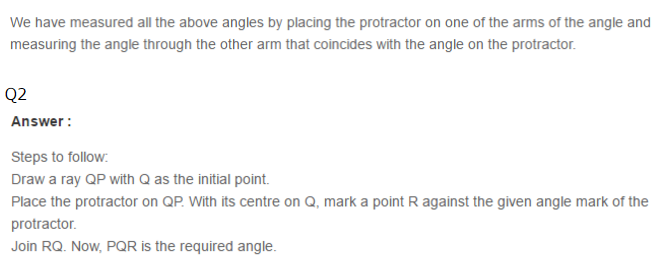 We have measured all the above angles by placing the protractor on one of the arms of the angle and
measuring the angle through the other arm that coincides with the angle on the protractor.
Q2
Answer :
Steps to follow:
Draw a ray QP with Q as the initial point.
Place the protractor on QP. With its centre on Q, mark a point R against the given angle mark of the
protractor.
Join RQ. Now, PQR is the required angle.